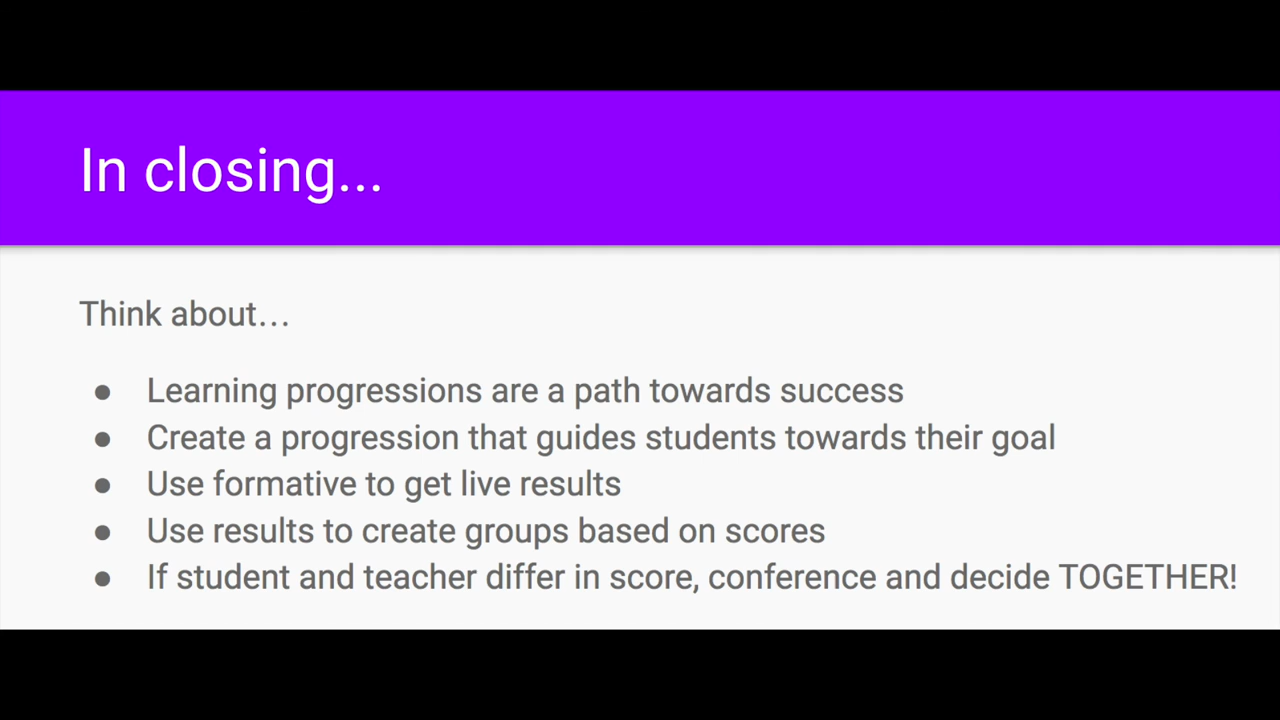 In closing...
Think about…
● Learning progressions are a path towards success
● Create a progression that guides students towards their goal
● Use formative to get live results
● Use results to create groups based on scores
● If student and teacher differ in score, conference and decide TOGETHER!